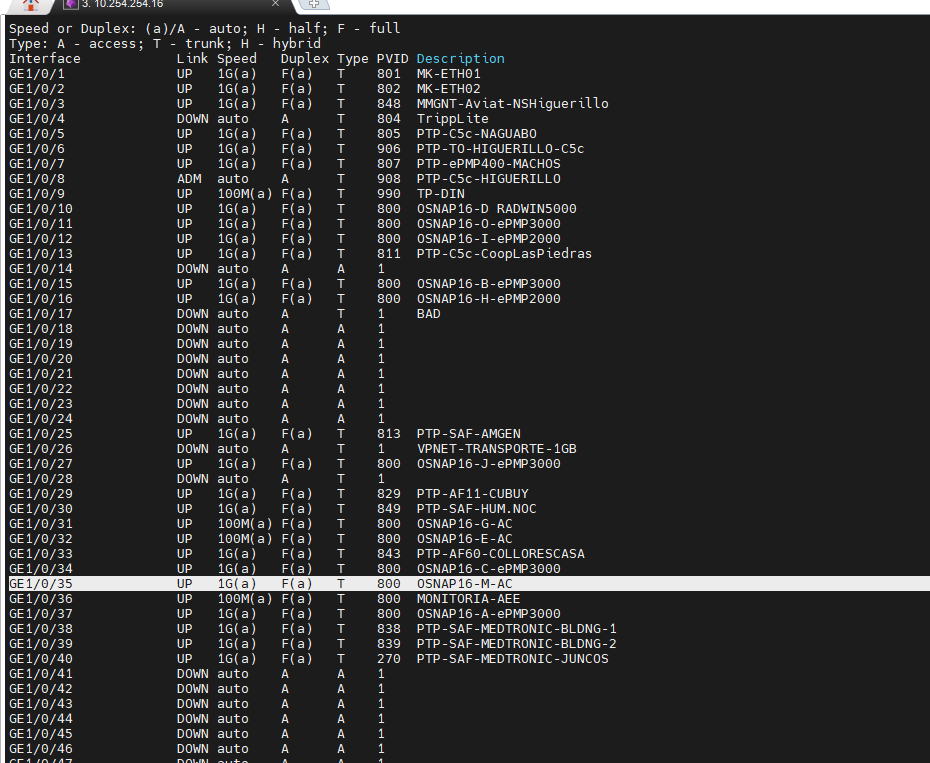 3. 10.254.254.16
Speed or Duplex: (a)/A - auto; H - half; F - full
Type: A - access; T - trunk; H - hybrid
Interface Link Speed Duplex Type PVID Description
GE1/0/1 UP 1G(a) F(a) T 801 MK-ETH01
GE1/0/2 UP 1G(a) F(a) T 802 MK-ETH02
GE1/0/3 UP 1G(a) F(a) T 848 MMGNT-Aviat-NSHiguerillo
GE1/0/4 DOWN auto A T 804 TrippLite
GE1/0/5 UP 1G(a) F(a) T 805 PTP-C5c-NAGUABO
GE1/0/6 UP 1G(a) F(a) T 906 PTP-TO-HIGUERILLO-C5c
GE1/0/7 UP 1G(a) F(a) T 807 PTP-ePMP400-MACHOS
GE1/0/8 ADM auto A T 908 PTP-C5c-HIGUERILLO
GE1/0/9 UP 100M(a) F(a) T 990 TP-DIN
GE1/0/10 UP 1G(a) F(a) T 800 OSNAP16-D RADWIN5000
GE1/0/11 UP 1G(a) F(a) T 800 OSNAP16-O-ePMP3000
GE1/0/12 UP 1G(a) F(a) T 800 OSNAP16-I-ePMP2000
GE1/0/13 UP 1G(a) F(a) T 811 PTP-C5c-CoopLasPiedras
GE1/0/14 DOWN auto A A 1
GE1/0/15 UP 1G(a) F(a) T 800 OSNAP16-B-ePMP3000
GE1/0/16 UP 1G(a) F(a) T 800 OSNAP16-H-ePMP2000
GE1/0/17 DOWN auto A T 1 BAD
GE1/0/18 DOWN auto A A 1
GE1/0/19 DOWN auto A A 1
GE1/0/20 DOWN auto A A 1
GE1/0/21 DOWN auto A A 1
GE1/0/22 DOWN auto A A 1
GE1/0/23 DOWN auto A A 1
GE1/0/24 DOWN auto A A 1
GE1/0/25 UP 1G(a) F(a) T 813 PTP-SAF-AMGEN
GE1/0/26 DOWN auto A T 1 VPNET-TRANSPORTE-1GB
GE1/0/27 UP 1G(a) F(a) T 800 OSNAP16-J-ePMP3000
GE1/0/28 DOWN auto A T 1
GE1/0/29 UP 1G(a) F(a) T 829 PTP-AF11-CUBUY
GE1/0/30 UP 1G(a) F(a) T 849 PTP-SAF-HUM.NOC
GE1/0/31 UP 100M(a) F(a) T 800 OSNAP16-G-AC
GE1/0/32 UP 100M(a) F(a) T 800 OSNAP16-E-AC
GE1/0/33 UP 1G(a) F(a) T 843 PTP-AF60-COLLORESCASA
GE1/0/34 UP 1G(a) F(a) T 800 OSNAP16-C-ePMP3000
GE1/0/35 UP 1G(a) F(a) T 800 OSNAP16-M-AC
GE1/0/36 UP 100M(a) F(a) T 800 MONITORIA-AEE
GE1/0/37 UP 1G(a) F(a) T 800 OSNAP16-A-ePMP3000
GE1/0/38 UP 1G(a) F(a) T 838 PTP-SAF-MEDTRONIC-BLDNG-1
GE1/0/39 UP 1G(a) F(a) T 839 PTP-SAF-MEDTRONIC-BLDNG-2
GE1/0/40 UP 1G(a) F(a) T 270 PTP-SAF-MEDTRONIC-JUNCOS
GE1/0/41 DOWN auto A A 1
GE1/0/42 DOWN auto A A 1
GE1/0/43 DOWN auto A A 1
GE1/0/44 DOWN auto A A 1
GE1/0/45 DOWN auto A A 1
GE1/0/46 DOWN auto A A 1
GE1/0/47 DOWN auto A A 1